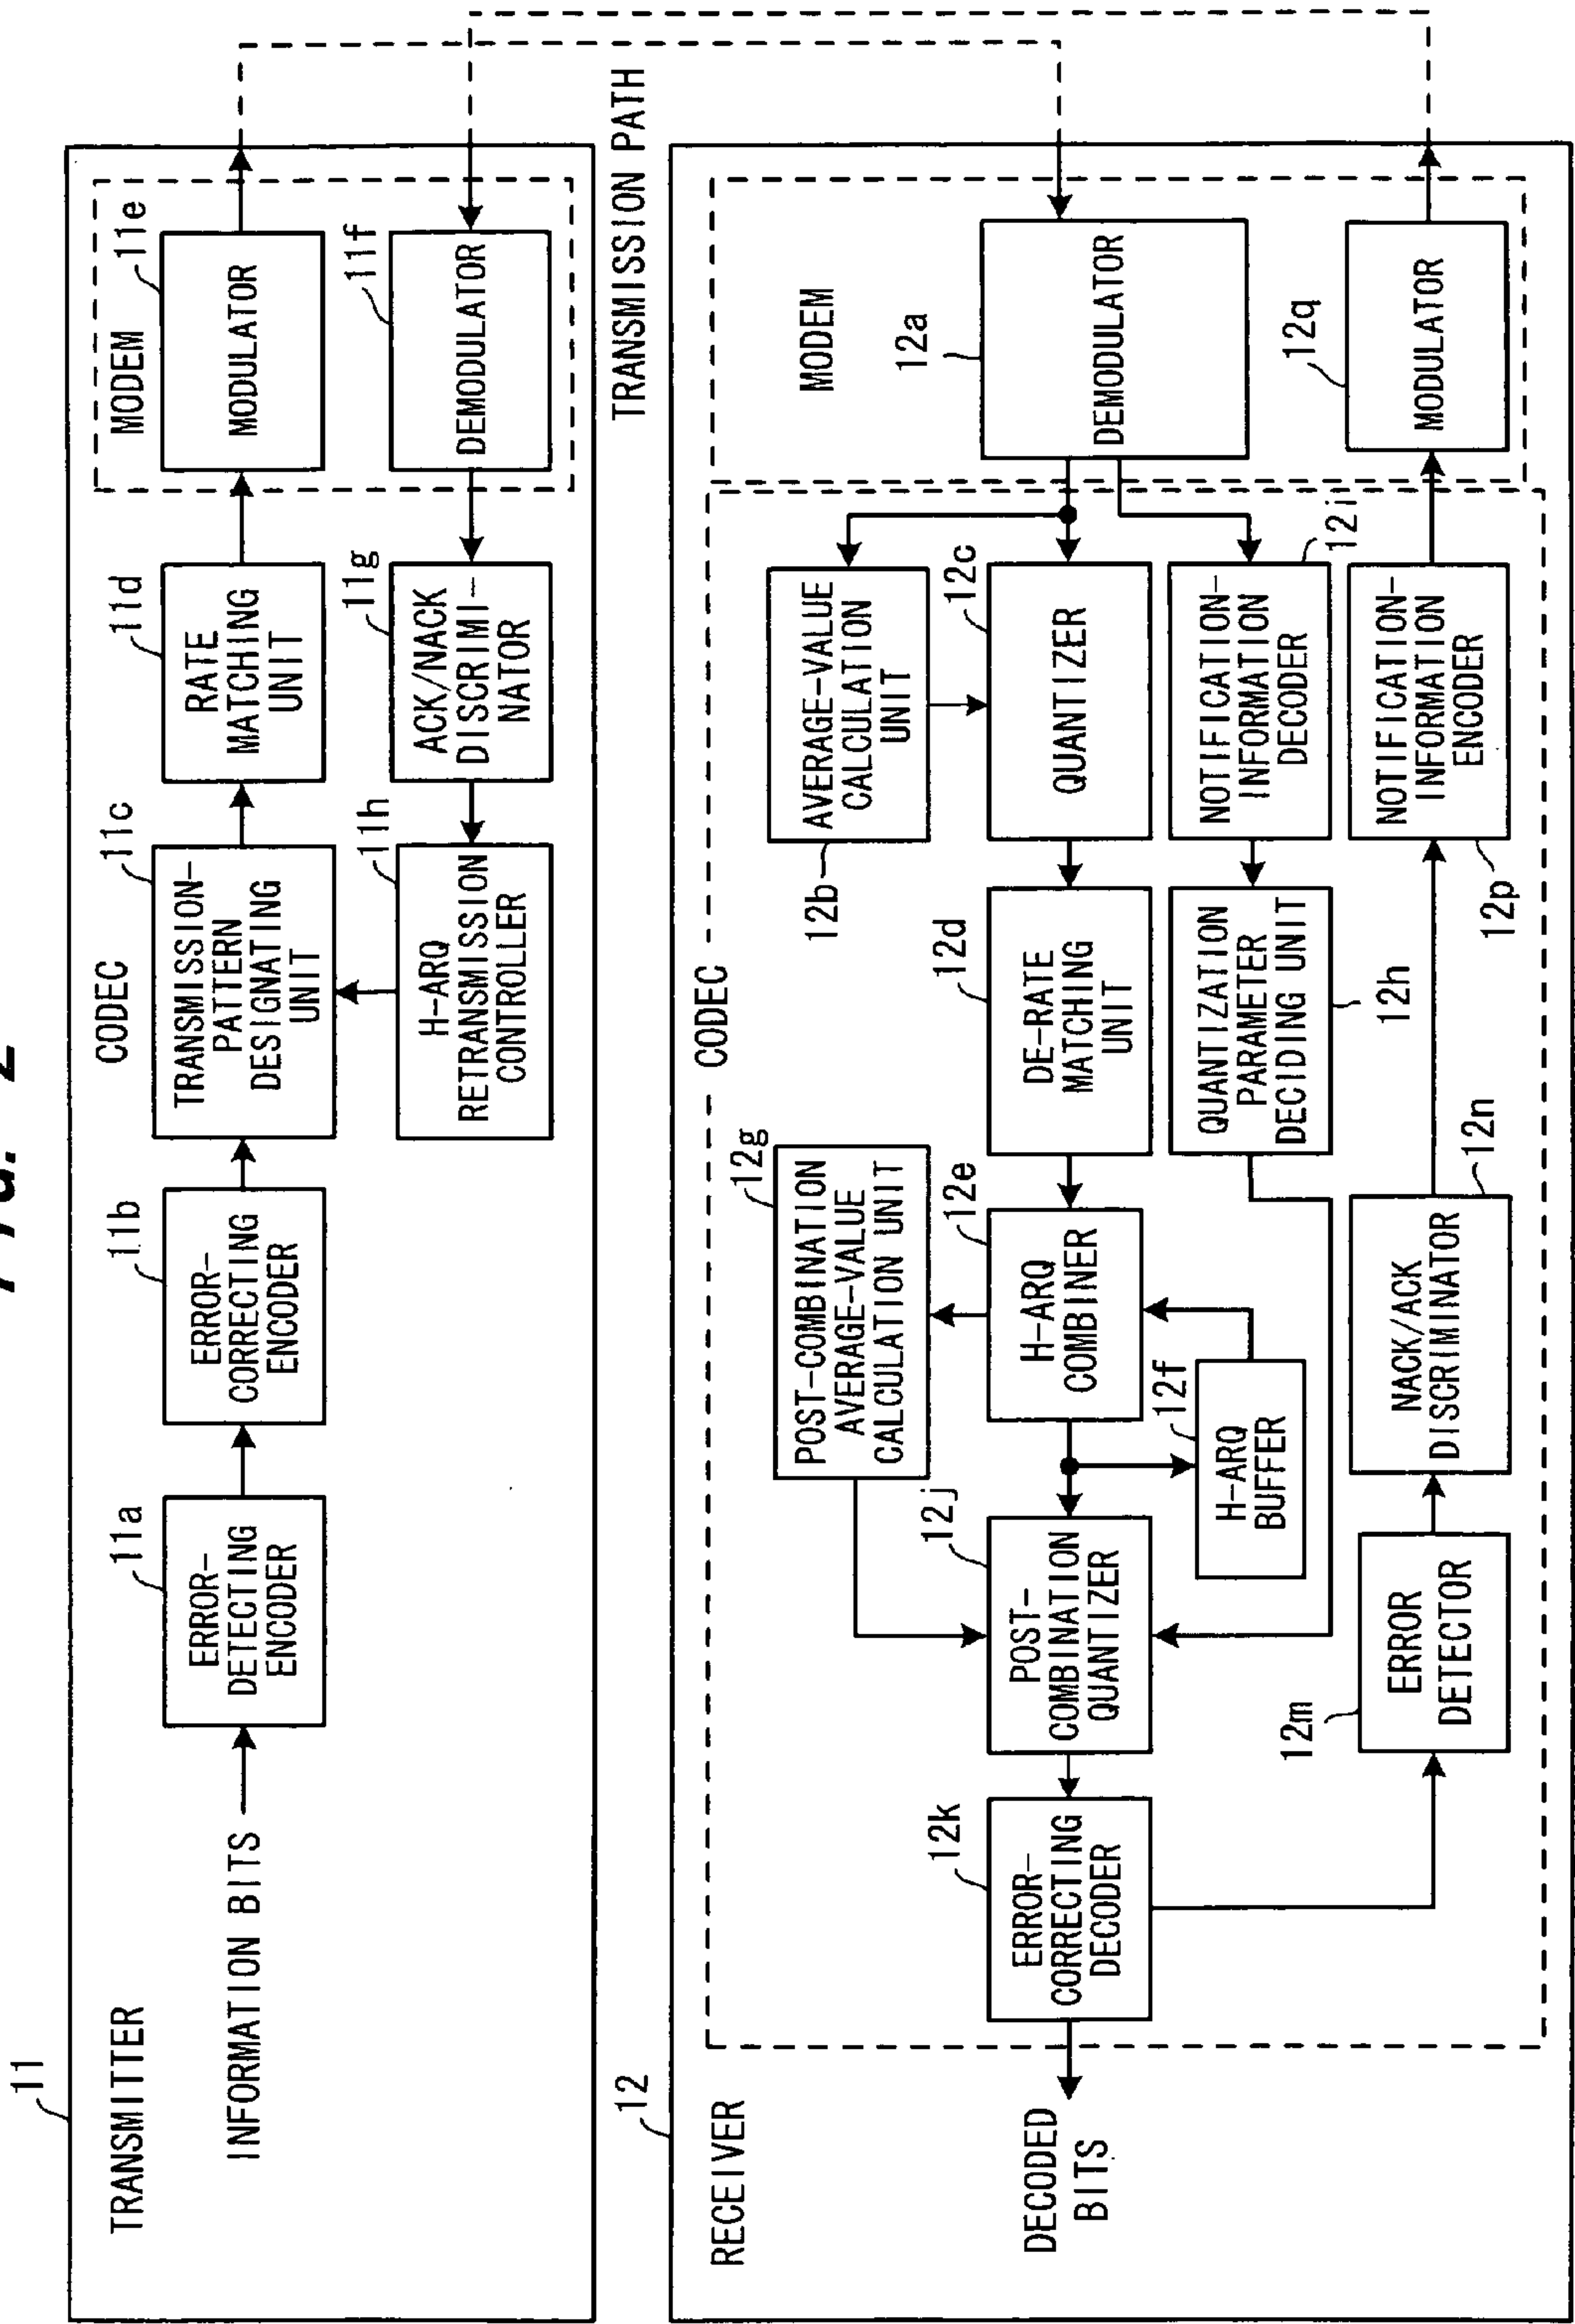 FIG. 2
11
TRANSMITTER
INFORMATION BITS
11a
ERROR-
DETECTING
ENCODER
11b
ERROR-
CORRECTING
ENCODER
CODEC
11c
TRANSMISSION-
PATTERN
DESIGNATING
UNIT
11d
RATE
MATCHING
UNIT
MODEM
11e
MODULATOR
11f
DEMODULATOR
11g
ACK/NACK
DISCRIMI-
NATOR
11h
H-ARQ
RETRANSMISSION
CONTROLLER
TRANSMISSION PATH
12
RECEIVER
DECODED
BITS
CODEC
MODEM
12a
DEMODULATOR
12b
AVERAGE-VALUE
CALCULATION
UNIT
12c
QUANTIZER
12d
DE-RATE
MATCHING
UNIT
12e
H-ARQ
COMBINER
12f
H-ARQ
BUFFER
12g
POST-COMBINATION
AVERAGE-VALUE
CALCULATION UNIT
12h
QUANTIZATION
PARAMETER
DECIDING UNIT
12i
NOTIFICATION-
INFORMATION
DECODER
12j
POST-
COMBINATION
QUANTIZER
12k
ERROR-
CORRECTING
DECODER
12m
ERROR
DETECTOR
12n
NACK/ACK
DISCRIMINATOR
12p
NOTIFICATION-
INFORMATION
ENCODER
12q
MODULATOR